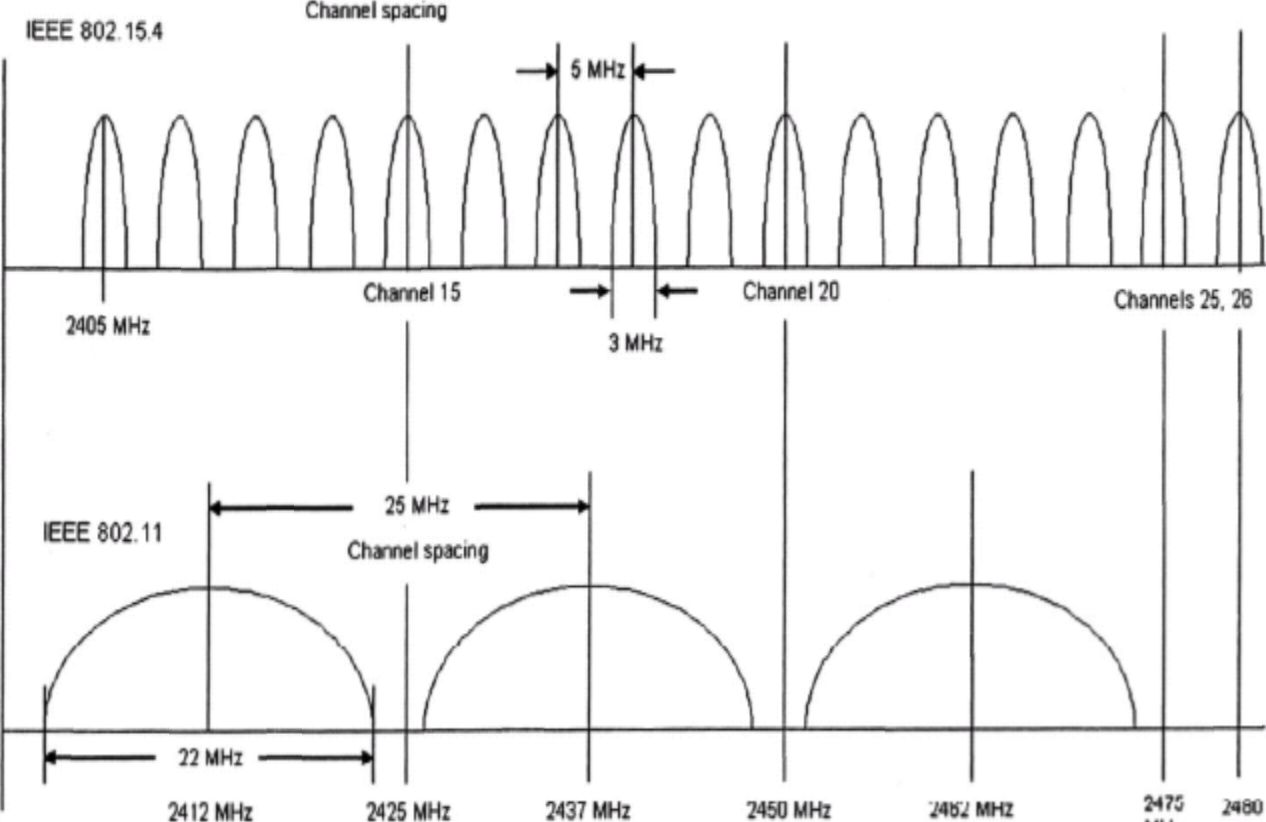 Channel spacing
IEEE 802.15.4
5 MHz
Channel 15
Channel 20
Channels 25, 26
2405 MHz
3 MHz
25 MHz
IEEE 802.11
Channel spacing
22 MHz
2412 MHz
2425 MHz
2437 MHz
2450 MHz
2462 MHz
2475
2480